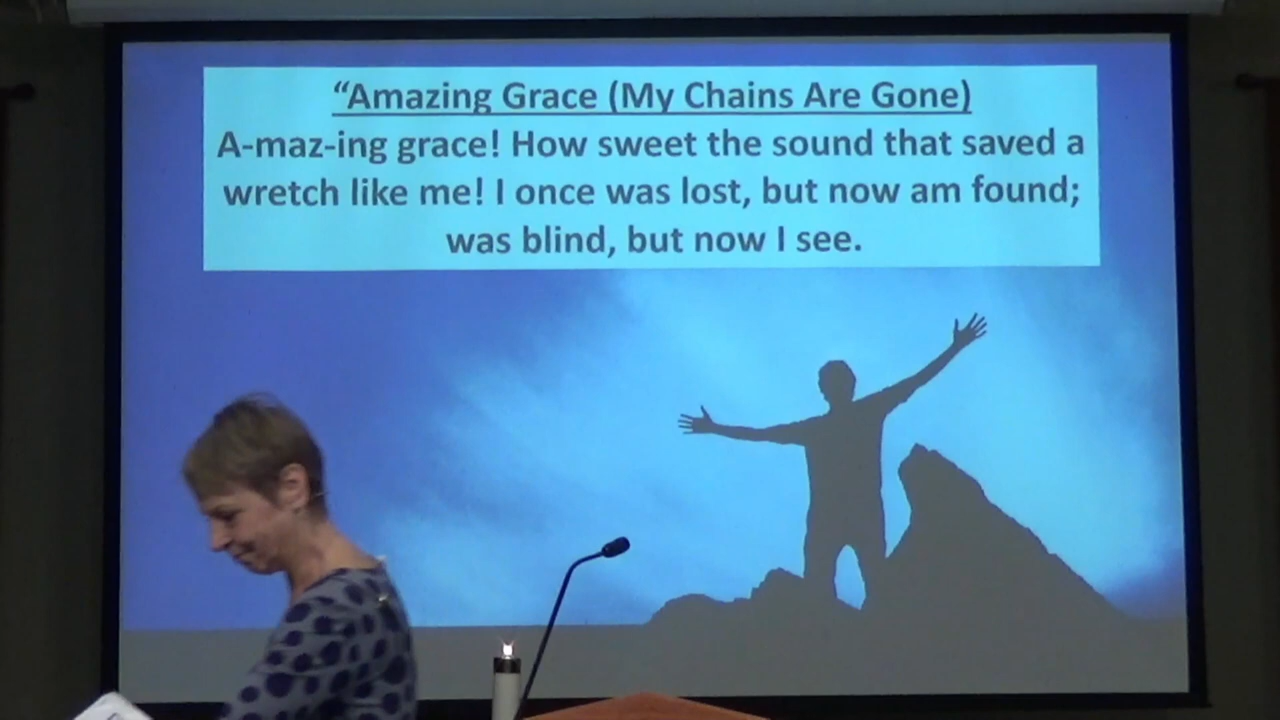 “Amazing Grace (My Chains Are Gone)
A-maz-ing grace! How sweet the sound that saved a
wretch like me! I once was lost, but now am found;
was blind, but now I see.